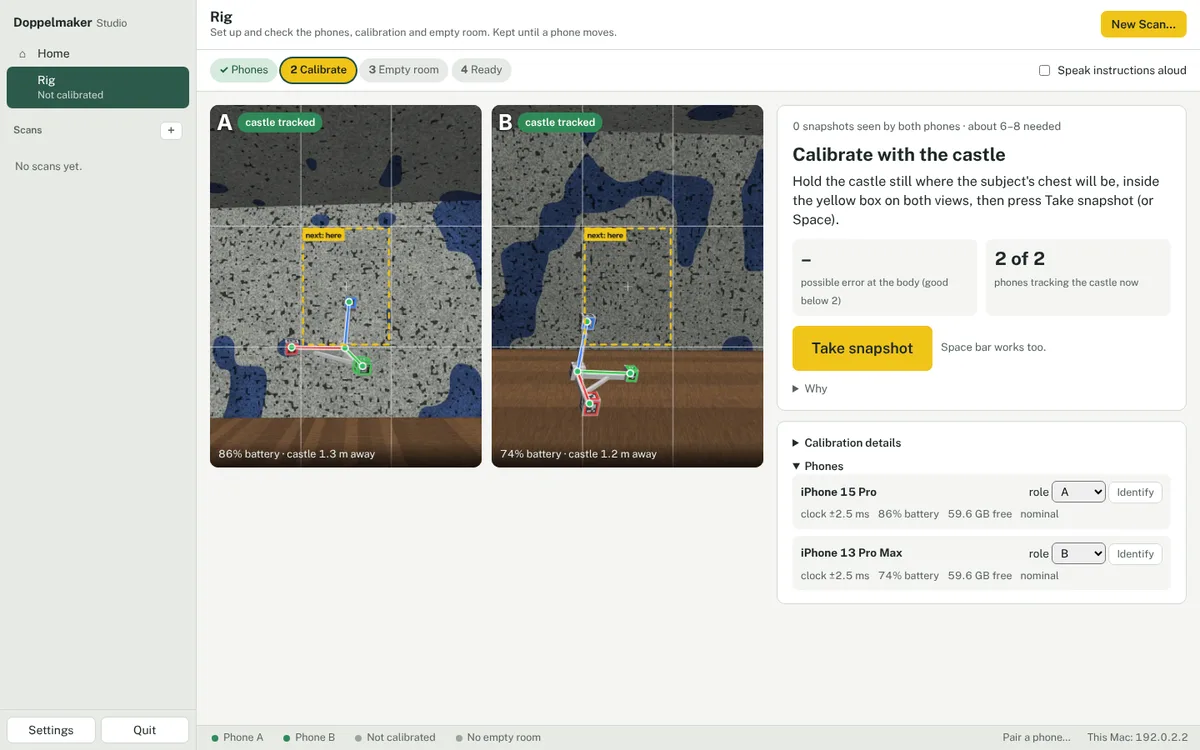 Doppelmaker Studio
Home
Rig
Not calibrated
Scans
+
No scans yet.
Settings
Quit
Rig
Set up and check the phones, calibration and empty room. Kept until a phone moves.
New Scan...
✓ Phones
2 Calibrate
3 Empty room
4 Ready
Speak instructions aloud
A castle tracked
next: here
86% battery · castle 1.3 m away
B castle tracked
next: here
74% battery · castle 1.2 m away
0 snapshots seen by both phones · about 6–8 needed
Calibrate with the castle
Hold the castle still where the subject's chest will be, inside
the yellow box on both views, then press Take snapshot (or
Space).
–
possible error at the body (good
below 2)
2 of 2
phones tracking the castle now
Take snapshot
Space bar works too.
Why
Calibration details
Phones
iPhone 15 Pro
role A
Identify
clock ±2.5 ms 86% battery 59.6 GB free nominal
iPhone 13 Pro Max
role B
Identify
clock ±2.5 ms 74% battery 59.6 GB free nominal
Phone A
Phone B
Not calibrated
No empty room
Pair a phone...
This Mac: 192.0.2.2